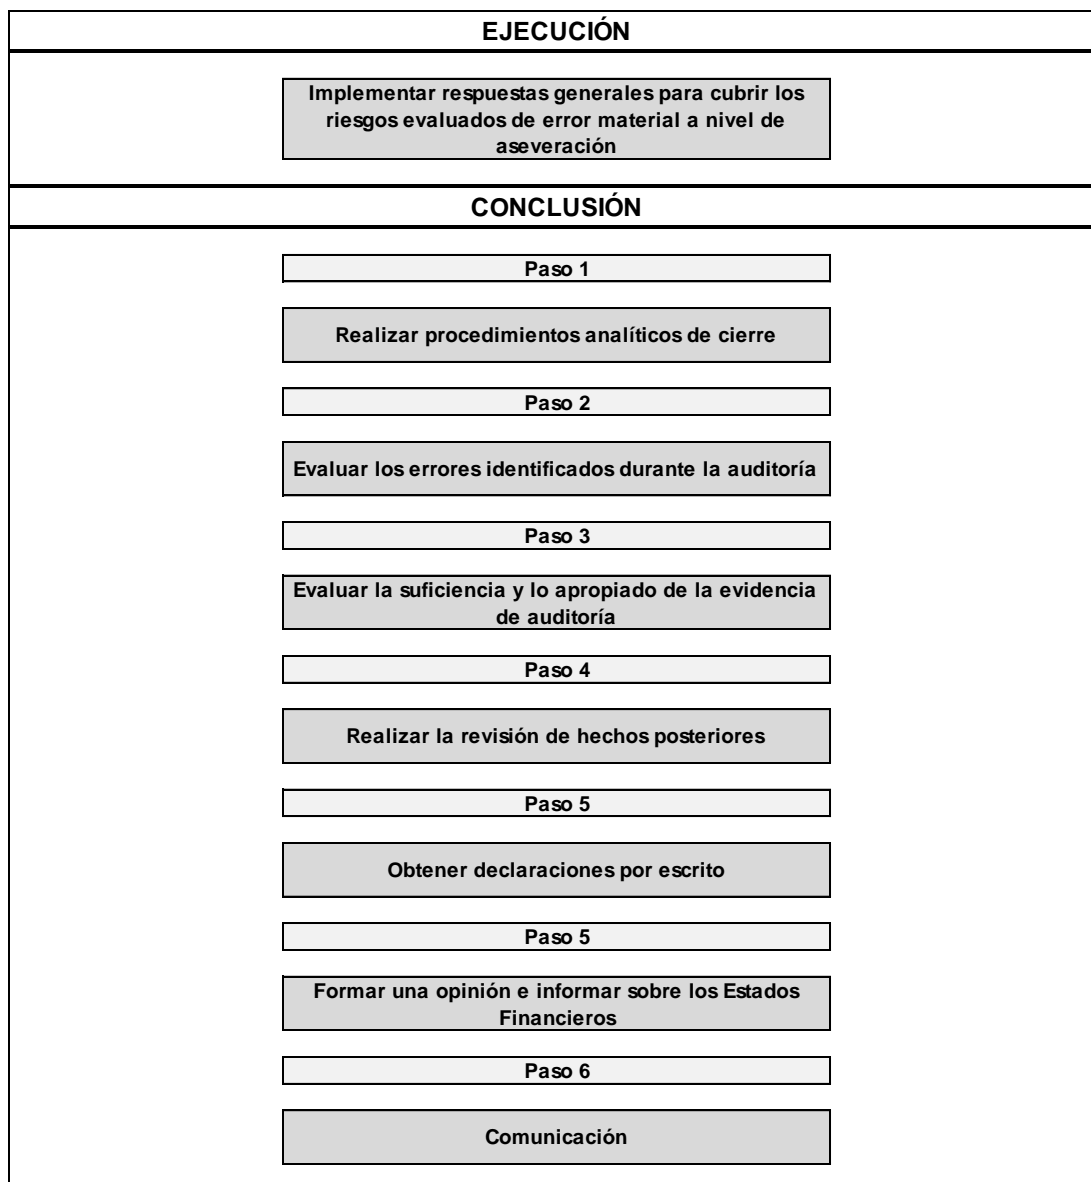 EJECUCIÓN
Implementar respuestas generales para cubrir los
riesgos evaluados de error material a nivel de
aseveración
CONCLUSIÓN
Paso 1
Realizar procedimientos analíticos de cierre
Paso 2
Evaluar los errores identificados durante la auditoría
Paso 3
Evaluar la suficiencia y lo apropiado de la evidencia
de auditoría
Paso 4
Realizar la revisión de hechos posteriores
Paso 5
Obtener declaraciones por escrito
Paso 5
Formar una opinión e informar sobre los Estados
Financieros
Paso 6
Comunicación